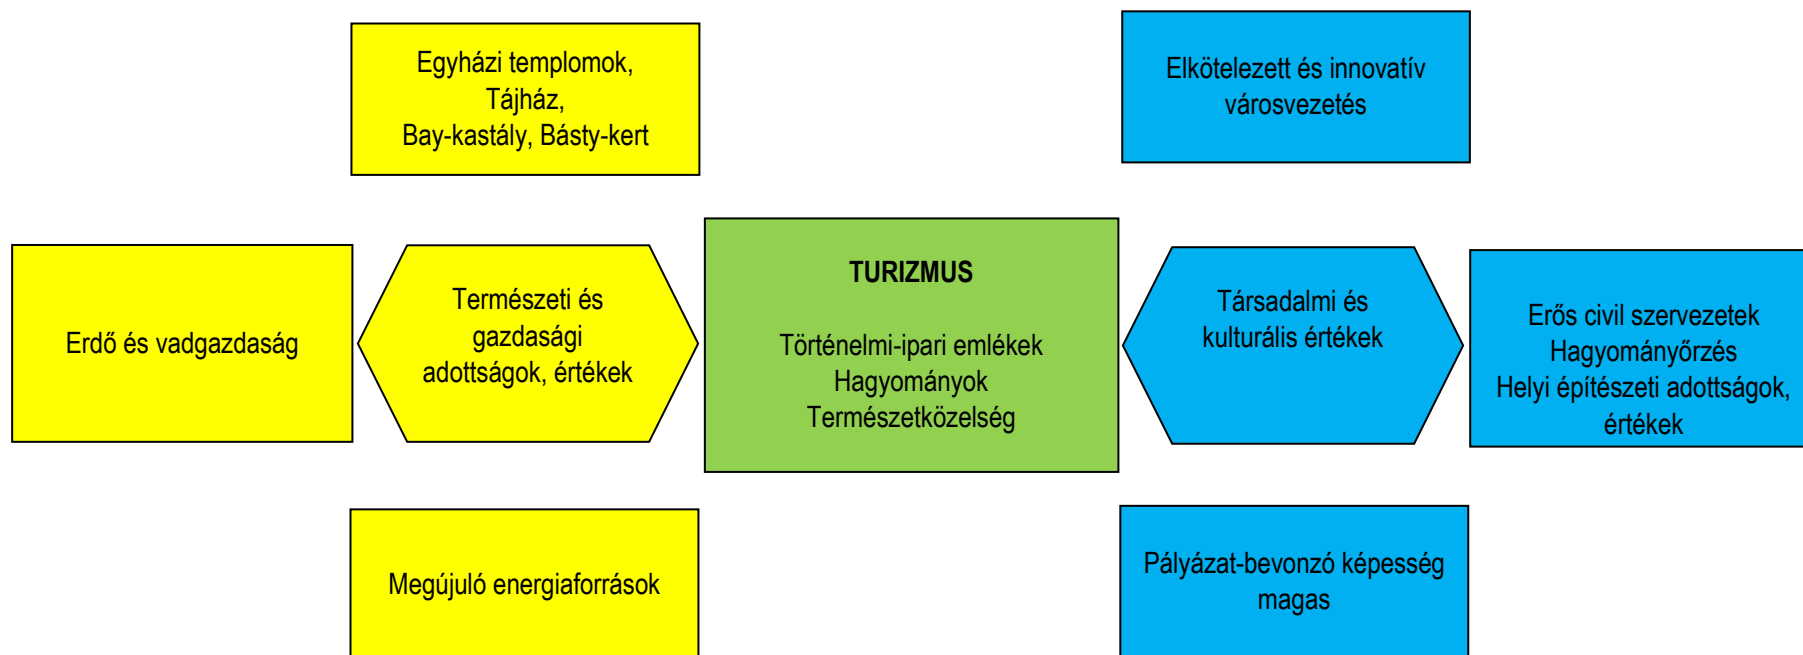 Egyházi templomok,
Tájház,
Bay-kastály, Básty-kert
Elkötelezett és innovatív
városvezetés
Erdő és vadgazdaság
Természeti és
gazdasági
adottságok, értékek
TURIZMUS
Történelmi-ipari emlékek
Hagyományok
Természetközelség
Társadalmi és
kulturális értékek
Erős civil szervezetek
Hagyományőrzés
Helyi építészeti adottságok,
értékek
Megújuló energiaforrások
Pályázat-bevonzó képesség
magas